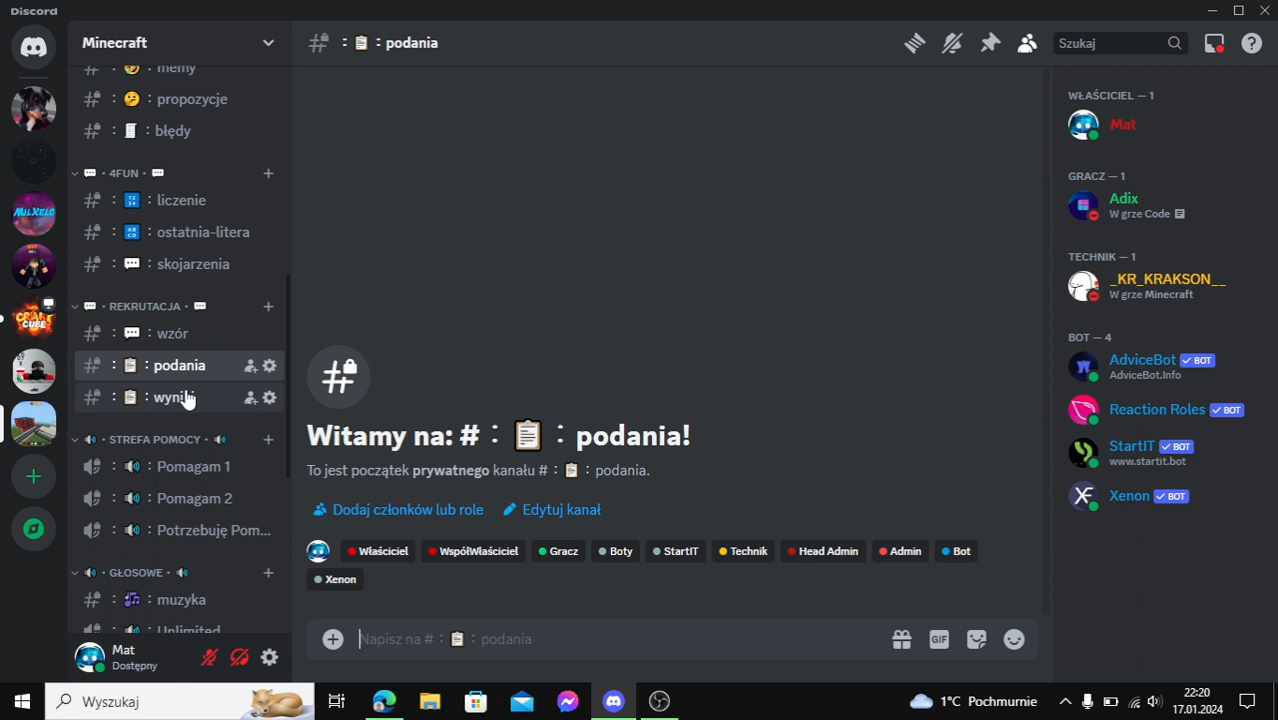 Discord
Minecraft
: podania
Szukaj
memy
: propozycje
: błędy
· 4FUN ·
: liczenie
: ostatnia-litera
: skojarzenia
· REKRUTACJA ·
: wzór
: podania
: wyniki
· STREFA POMOCY ·
: Pomagam 1
: Pomagam 2
: Potrzebuję Pom...
· GŁOSOWE ·
: muzyka
: Unlimited
Mat
Dostępny
Witamy na: # : : podania!
To jest początek prywatnego kanału # : : podania.
Dodaj członków lub role
Edytuj kanał
Właściciel
WspółWłaściciel
Gracz
Boty
StartIT
Technik
Head Admin
Admin
Bot
Xenon
Napisz na # : : podania
GIF
WŁAŚCICIEL — 1
Mat
GRACZ — 1
Adix
W grze Code
TECHNIK — 1
_KR_KRAKSON__
W grze Minecraft
BOT — 4
AdviceBot BOT
AdviceBot.Info
Reaction Roles BOT
StartIT BOT
www.startit.bot
Xenon BOT
MILXELO
CRAFT
CUBE
Wyszukaj
1°C Pochmurnie
22:20
17.01.2024